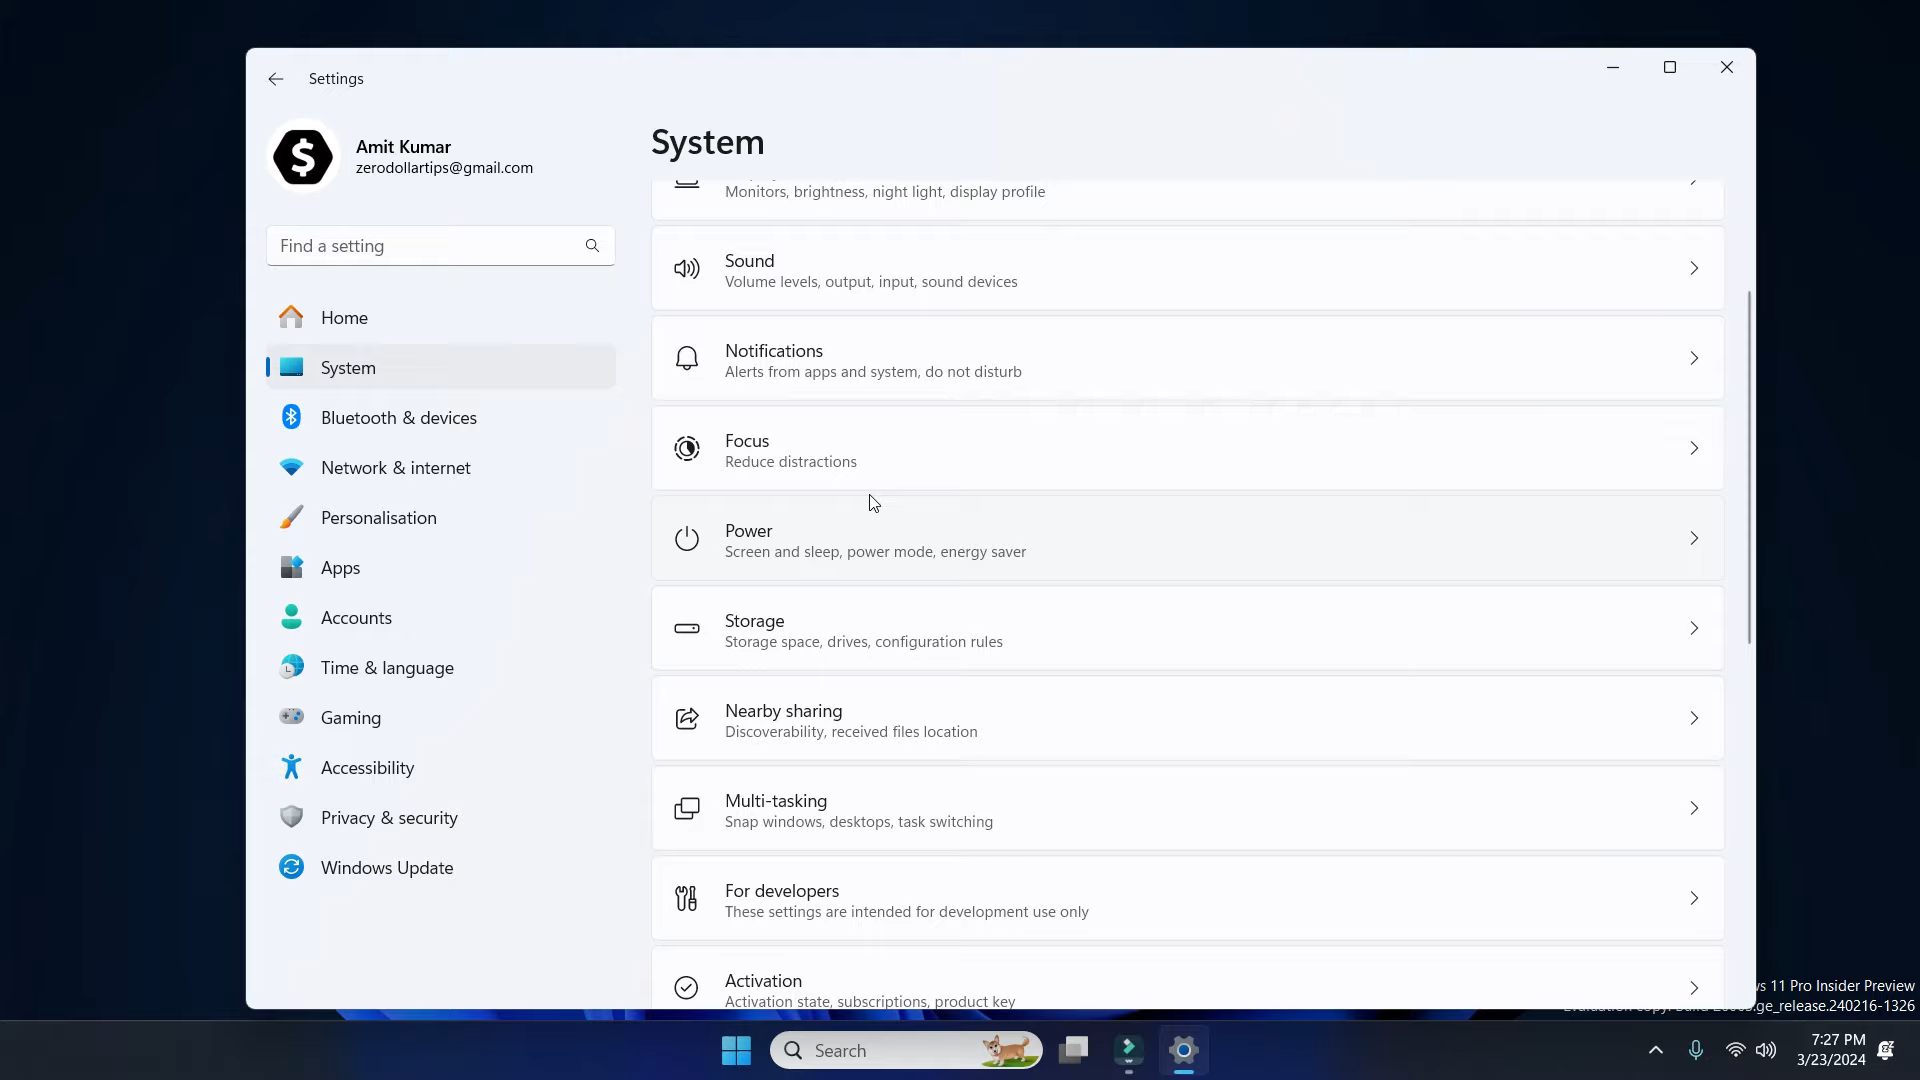 Settings
Amit Kumar
zerodollartips@gmail.com
Find a setting
Home
System
Bluetooth & devices
Network & internet
Personalisation
Apps
Accounts
Time & language
Gaming
Accessibility
Privacy & security
Windows Update
System
Monitors, brightness, night light, display profile
Sound
Volume levels, output, input, sound devices
Notifications
Alerts from apps and system, do not disturb
Focus
Reduce distractions
Power
Screen and sleep, power mode, energy saver
Storage
Storage space, drives, configuration rules
Nearby sharing
Discoverability, received files location
Multi-tasking
Snap windows, desktops, task switching
For developers
These settings are intended for development use only
Activation
Activation state, subscriptions, product key
11 Pro Insider Preview
ge_release.240216-1326
Search
7:27 PM
3/23/2024